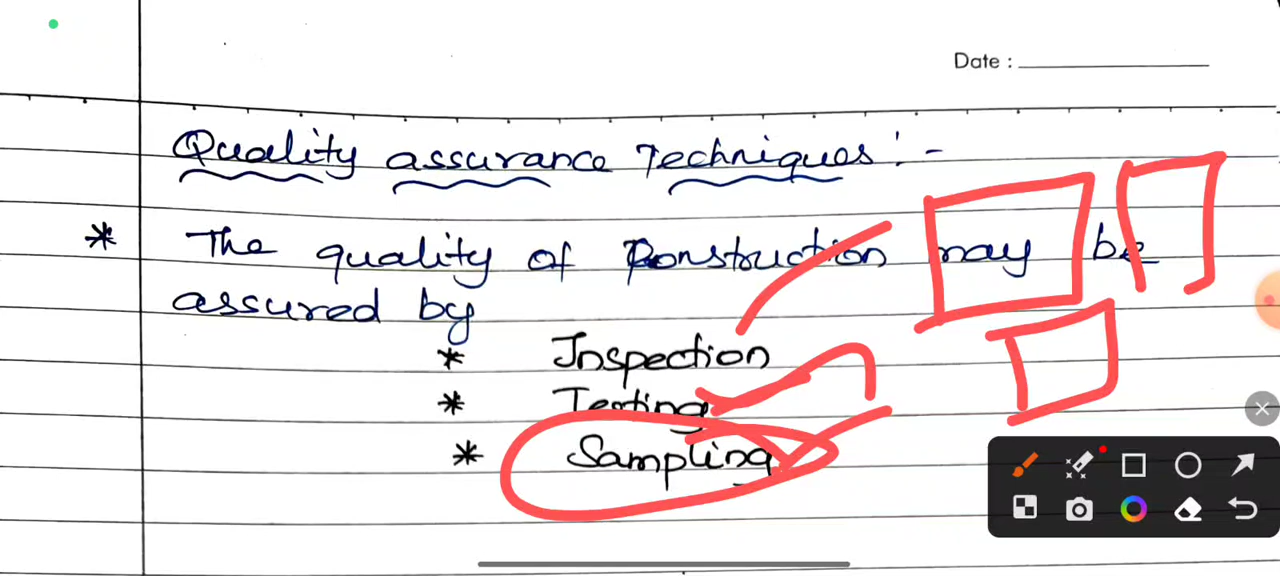 Date :
Quality assurance Techniques :-
* The quality of Construction may be
assured by
* Inspection
* Testing
* Sampling